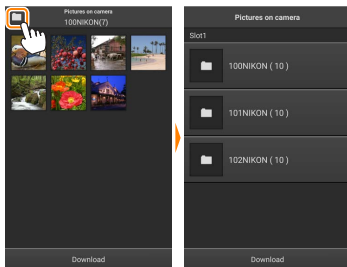 Pictures on camera
100NIKON(7)
Download
Pictures on camera
Slot1
100NIKON ( 10 )
101NIKON ( 10 )
102NIKON ( 10 )
Download